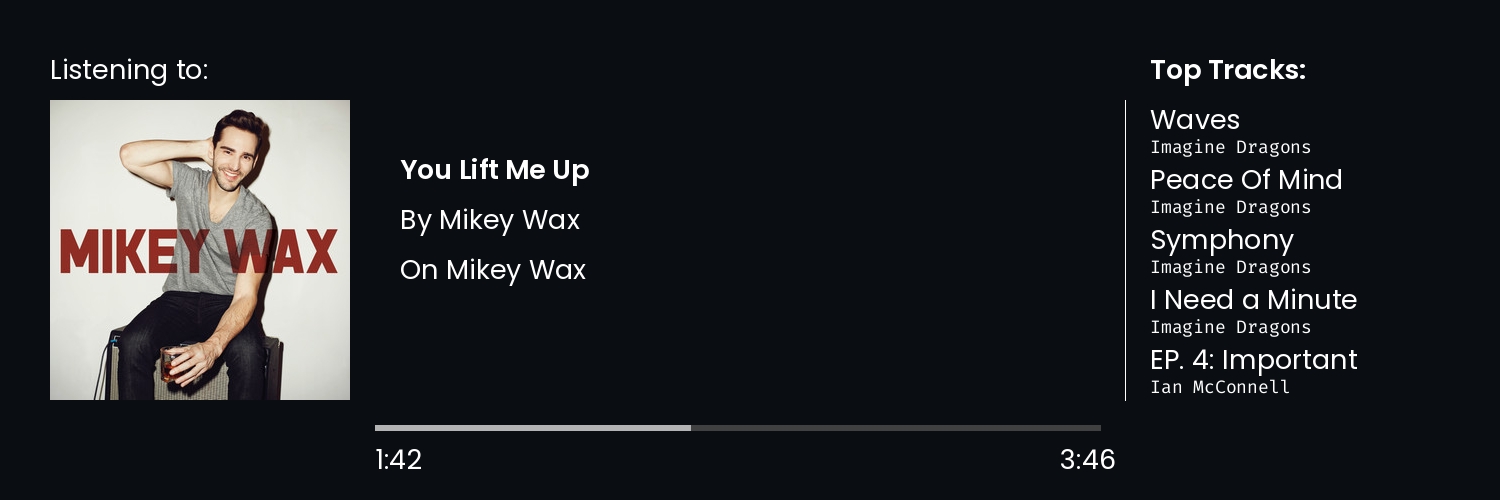 Listening to:
MIKEY WAX
You Lift Me Up
By Mikey Wax
On Mikey Wax
1:42
3:46
Top Tracks:
Waves
Imagine Dragons
Peace Of Mind
Imagine Dragons
Symphony
Imagine Dragons
I Need a Minute
Imagine Dragons
EP. 4: Important
Ian McConnell